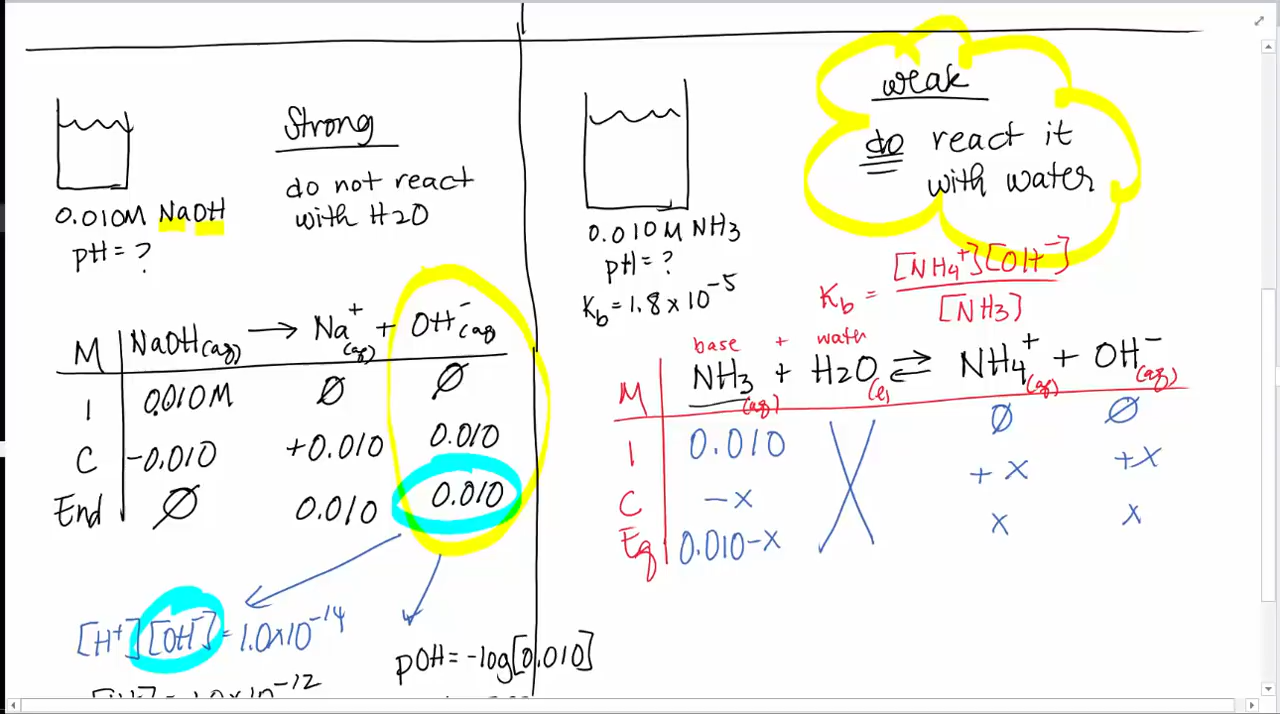 Strong
do not react
with H2O
0.010M NaOH
pH = ?
M NaOH(aq) → Na+(aq) + OH-(aq)
I 0.010M Ø Ø
C -0.010 +0.010 0.010
End Ø 0.010 0.010
[H+][OH-] = 1.0x10-14
pOH = -log[0.010]
weak
do react it
with water
0.010M NH3
pH = ?
Kb = 1.8 x 10-5
Kb = [NH4+][OH-]
[NH3]
base + water
M NH3(aq) + H2O(l) ⇌ NH4+(aq) + OH-(aq)
I 0.010 Ø Ø
C -x +x +x
Eq 0.010-x x x